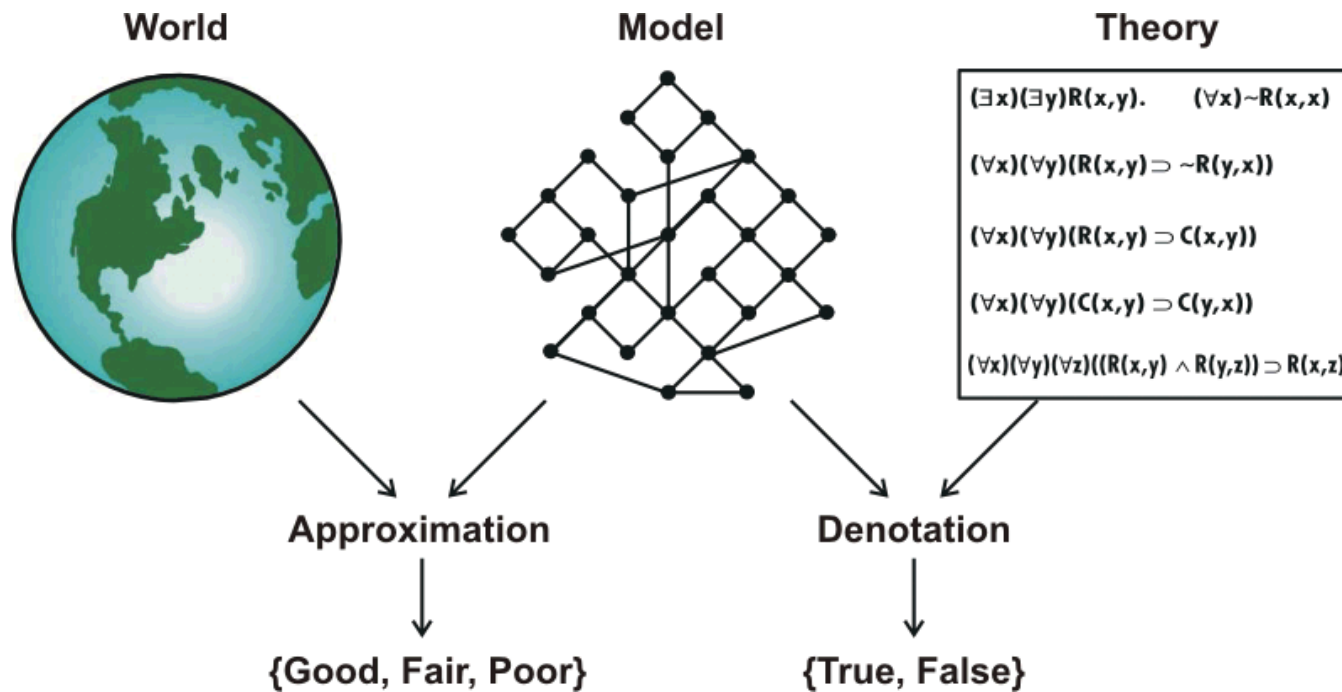 World Model Theory
(∃x)(∃y)R(x,y). (∀x)~R(x,x)
(∀x)(∀y)(R(x,y) ⊃ ~R(y,x))
(∀x)(∀y)(R(x,y) ⊃ C(x,y))
(∀x)(∀y)(C(x,y) ⊃ C(y,x))
(∀x)(∀y)(∀z)((R(x,y) ∧ R(y,z)) ⊃ R(x,z)
Approximation Denotation
{Good, Fair, Poor} {True, False}